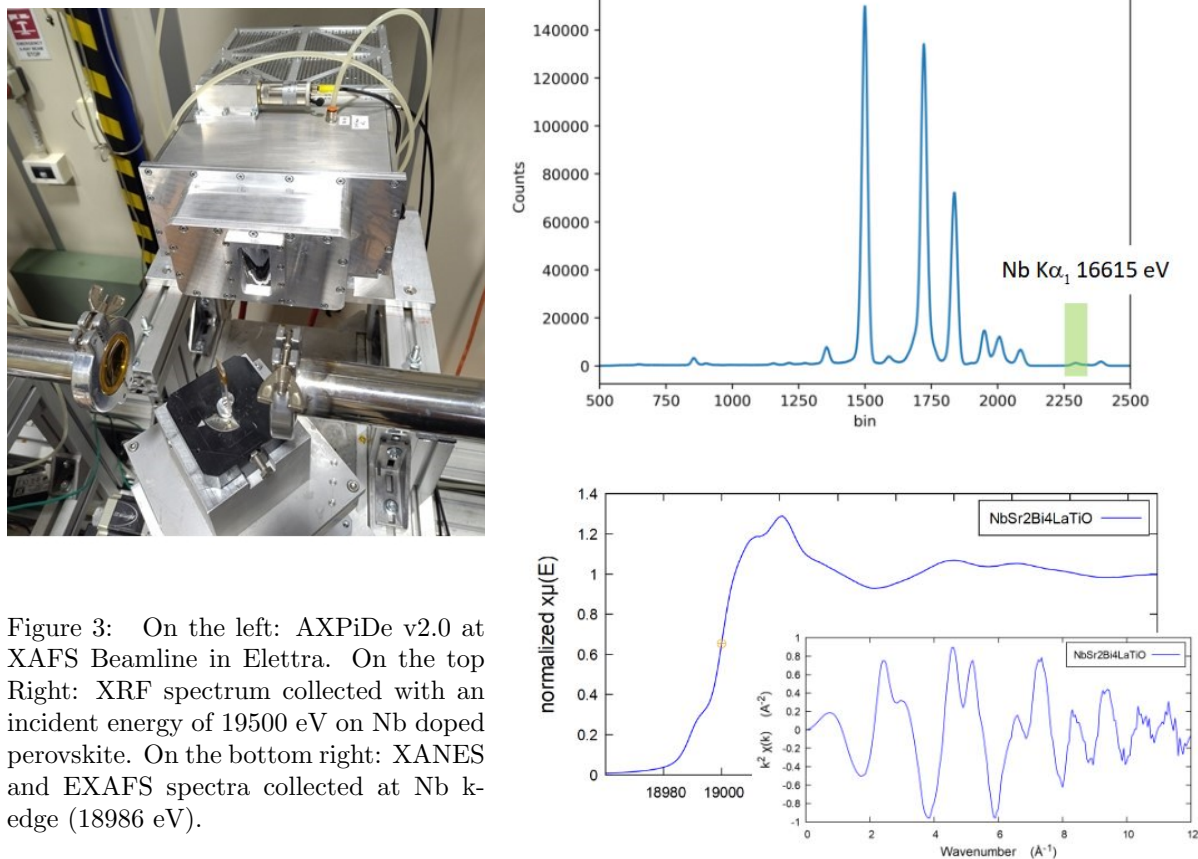 EMERGENCY
STOP
140000
120000
100000
80000
60000
40000
20000
0
Counts
Nb Kα1 16615 eV
500 750 1000 1250 1500 1750 2000 2250 2500
bin
1.4
1.2
1
0.8
0.6
0.4
0.2
0
normalized xμ(E)
NbSr2Bi4LaTiO
18980 19000
1
0.8
0.6
0.4
0.2
0
-0.2
-0.4
-0.6
-0.8
-1
k² χ(k) (Å⁻²)
NbSr2Bi4LaTiO
0 2 4 6 8 10 12
Wavenumber (Å⁻¹)
Figure 3: On the left: AXPiDe v2.0 at
XAFS Beamline in Elettra. On the top
Right: XRF spectrum collected with an
incident energy of 19500 eV on Nb doped
perovskite. On the bottom right: XANES
and EXAFS spectra collected at Nb k-
edge (18986 eV).